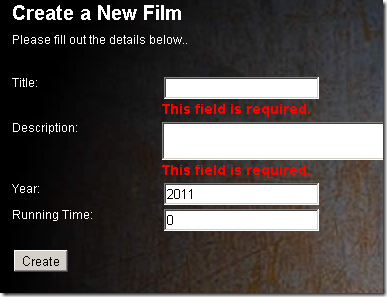 Create a New Film
Please fill out the details below..
Title:
This field is required.
Description:
This field is required.
Year:
2011
Running Time:
0
Create